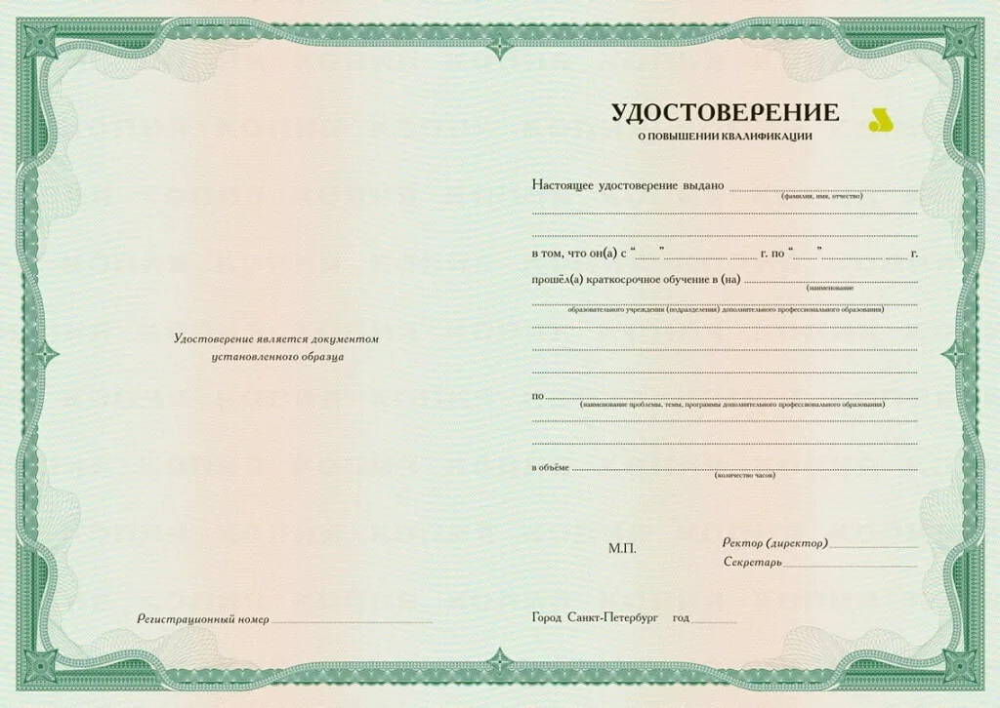 Удостоверение является документом
установленного образца
Регистрационный номер
УДОСТОВЕРЕНИЕ
О ПОВЫШЕНИИ КВАЛИФИКАЦИИ
Настоящее удостоверение выдано
(фамилия, имя, отчество)
в том, что он(а) с “ ” г. по “ ” г.
прошёл(а) краткосрочное обучение в (на)
(наименование
образовательного учреждения (подразделения) дополнительного профессионального образования)
по
(наименование проблемы, темы, программы дополнительного профессионального образования)
в объёме
(количество часов)
М.П.
Ректор (директор)
Секретарь
Город Санкт-Петербург год